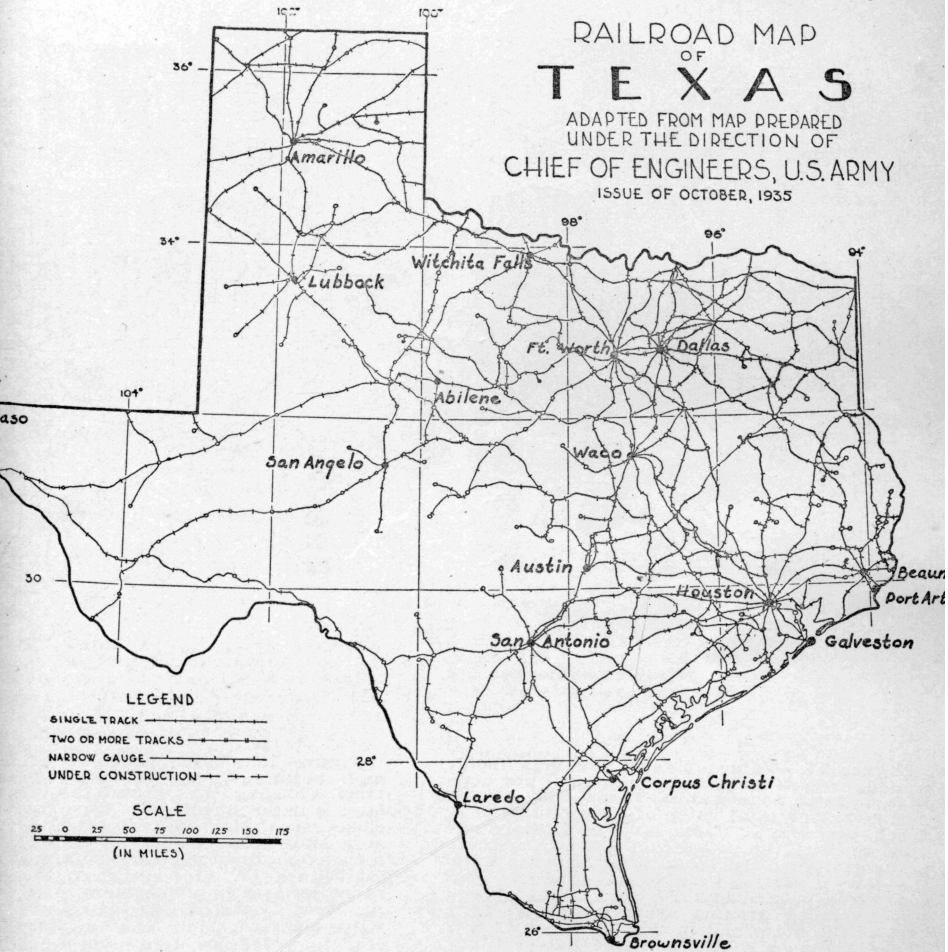 102°
100°
RAILROAD MAP
OF
TEXAS
ADAPTED FROM MAP PREPARED
UNDER THE DIRECTION OF
CHIEF OF ENGINEERS, U.S. ARMY
ISSUE OF OCTOBER, 1935
36°
Amarillo
98°
96°
94°
34°
Witchita Falls
Lubbock
Ft. Worth
Dallas
104°
Abilene
aso
San Angelo
Waco
30
Austin
Houston
Beaum
Port Art
San Antonio
Galveston
LEGEND
SINGLE TRACK
TWO OR MORE TRACKS
NARROW GAUGE
UNDER CONSTRUCTION
28°
Corpus Christi
Laredo
SCALE
25 0 25 50 75 100 125 150 175
(IN MILES)
26°
Brownsville